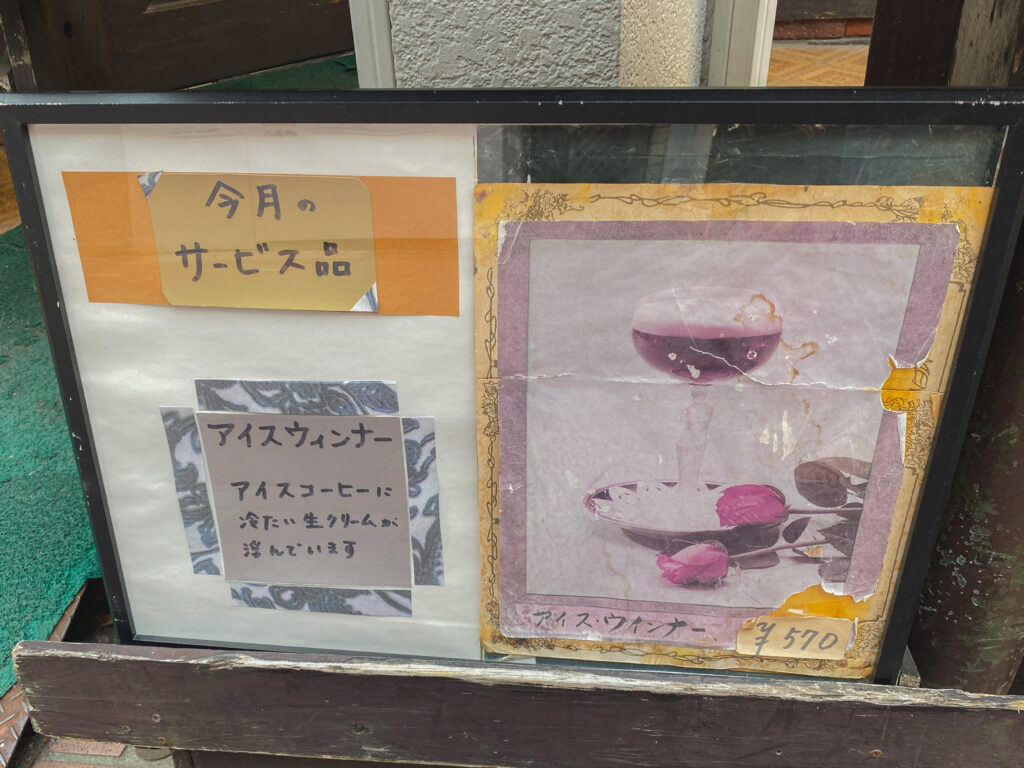 今月の
サービス品
アイスウィンナー
アイスコーヒーに
冷たい生クリームが
浮んでいます
アイス・ウインナー
¥570